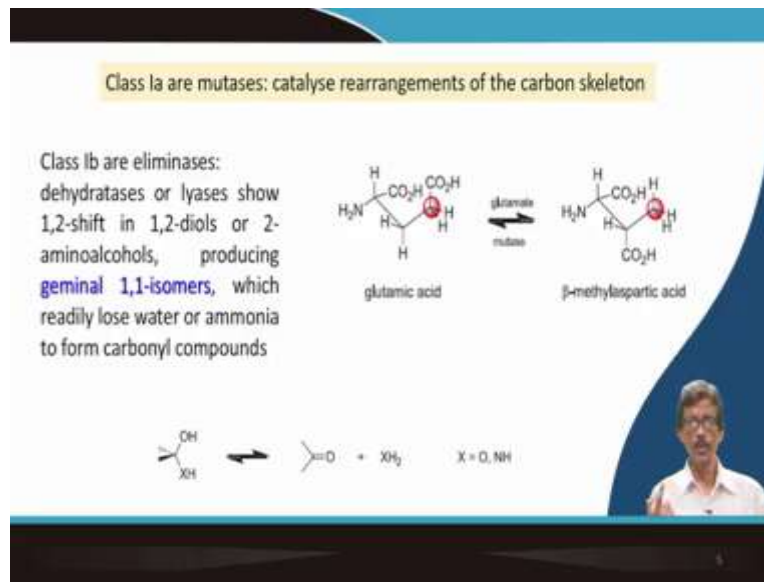 Class Ia are mutases: catalyse rearrangements of the carbon skeleton
Class Ib are eliminases:
dehydratases or lyases show
1,2-shift in 1,2-diols or 2-
aminoalcohols, producing
geminal 1,1-isomers, which
readily lose water or ammonia
to form carbonyl compounds
H
CO₂H CO₂H
H₂N
H
H
H
H
glutamate
mutase
H
CO₂H H
H₂N
H
H
H
CO₂H
glutamic acid
β-methylaspartic acid
OH
XH
O + XH₂
X = O, NH
5